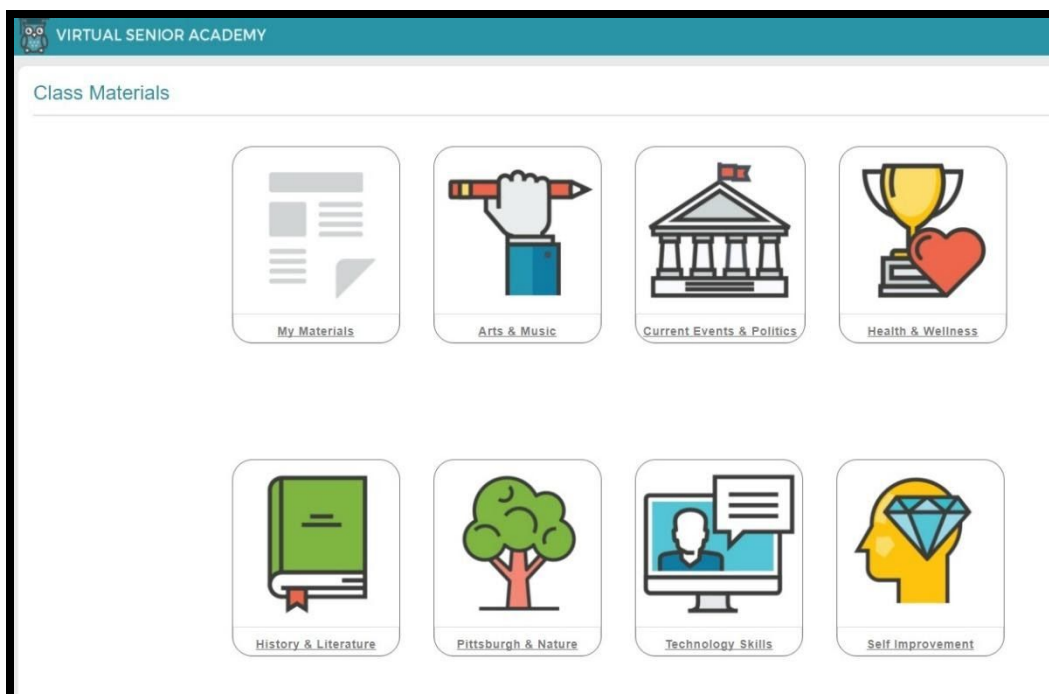 VIRTUAL SENIOR ACADEMY
Class Materials
My Materials
Arts & Music
Current Events & Politics
Health & Wellness
History & Literature
Pittsburgh & Nature
Technology Skills
Self Improvement